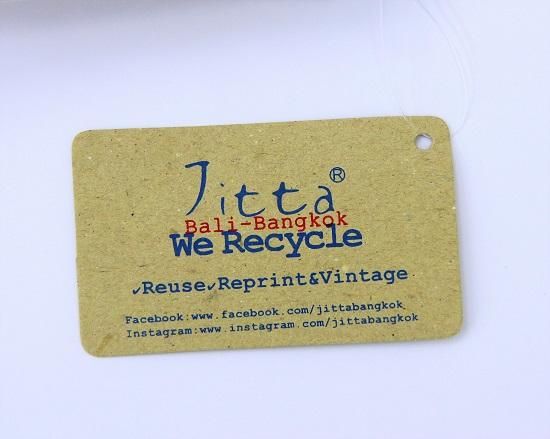 Jitta®
Bali-Bangkok
We Recycle
✓Reuse✓Reprint&Vintage
Facebook:www.facebook.com/jittabangkok
Instagram:www.instagram.com/jittabangkok